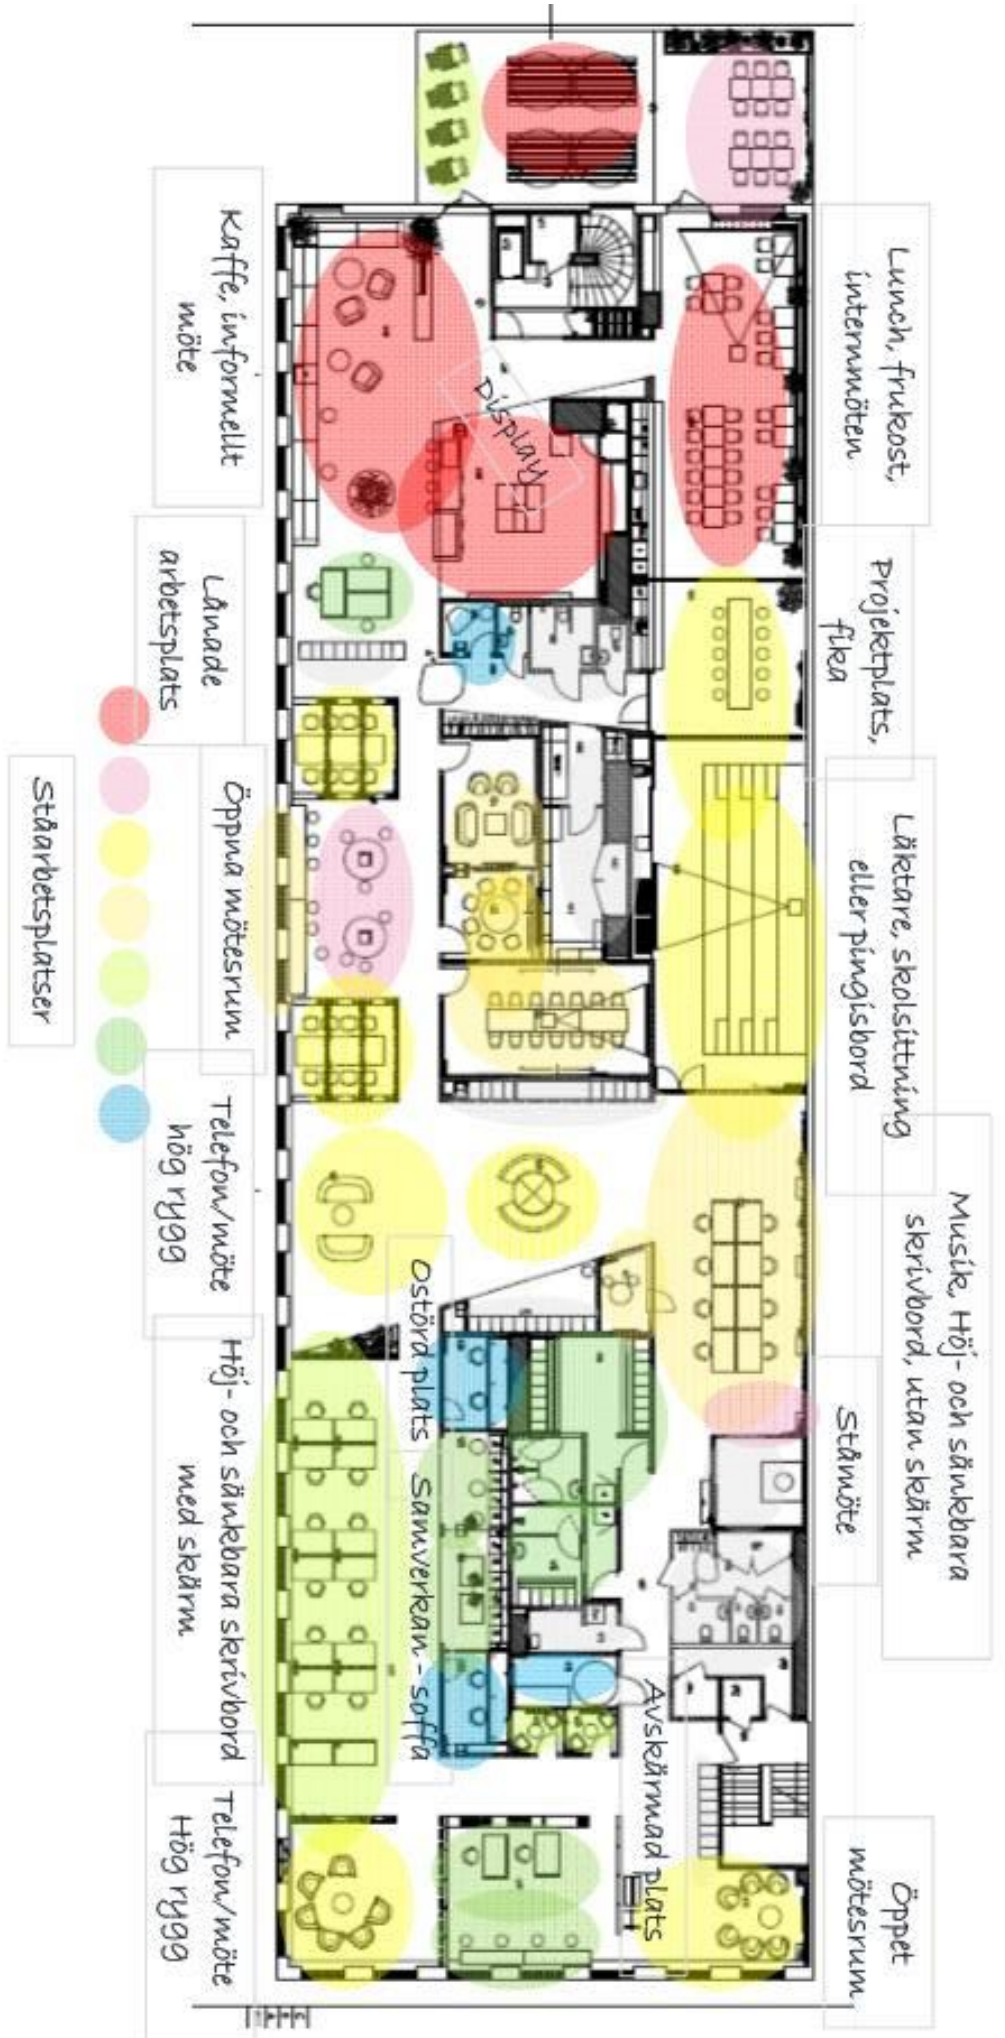 Lunch, frukost,
internmöten
Projektplats,
fika
Läktare, skolsittning
eller pingisbord
Musik, Höj- och sänkbara
skrivbord, utan skärm
Ståmöte
Öppet
mötesrum
Display
Ostörd plats
Samverkan - soffa
Avskärmad plats
Kaffe, informellt
möte
Lånade
arbetsplats
Öppna mötesrum
Telefon/möte
hög rygg
Höj- och sänkbara skrivbord
med skärm
Telefon/möte
Hög rygg
Ståarbetsplatser